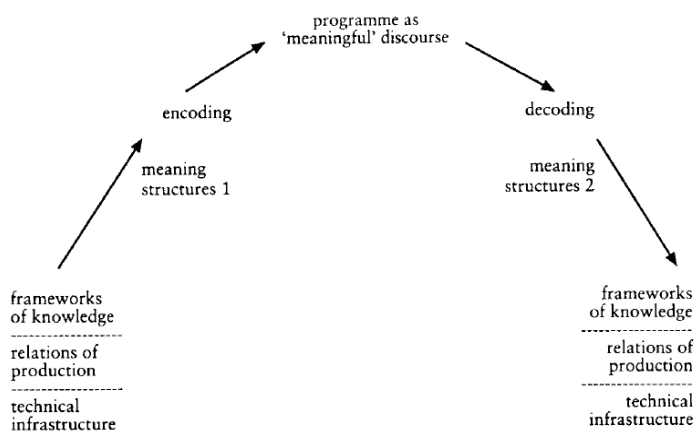 programme as
‘meaningful’ discourse
encoding
decoding
meaning
structures 1
meaning
structures 2
frameworks
of knowledge
relations of
production
technical
infrastructure
frameworks
of knowledge
relations of
production
technical
infrastructure